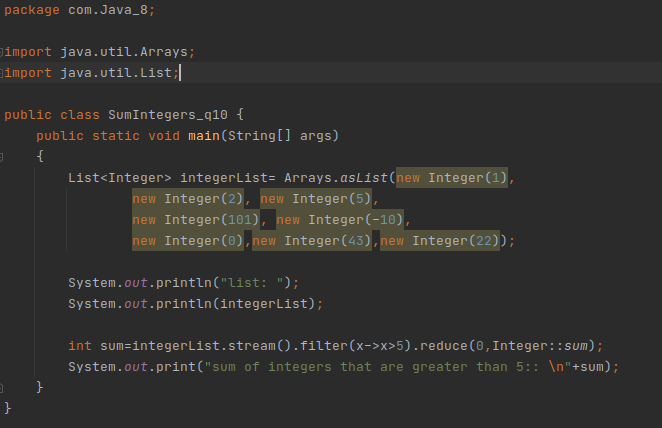 package com.Java_8;
import java.util.Arrays;
import java.util.List;
public class SumIntegers_q10 {
    public static void main(String[] args)
    {
        List<Integer> integerList= Arrays.asList(new Integer(1),
                new Integer(2), new Integer(5),
                new Integer(101), new Integer(-10),
                new Integer(0),new Integer(43),new Integer(22));
        System.out.println("list: ");
        System.out.println(integerList);
        int sum=integerList.stream().filter(x->x>5).reduce(0,Integer::sum);
        System.out.print("sum of integers that are greater than 5:: \n"+sum);
    }
}